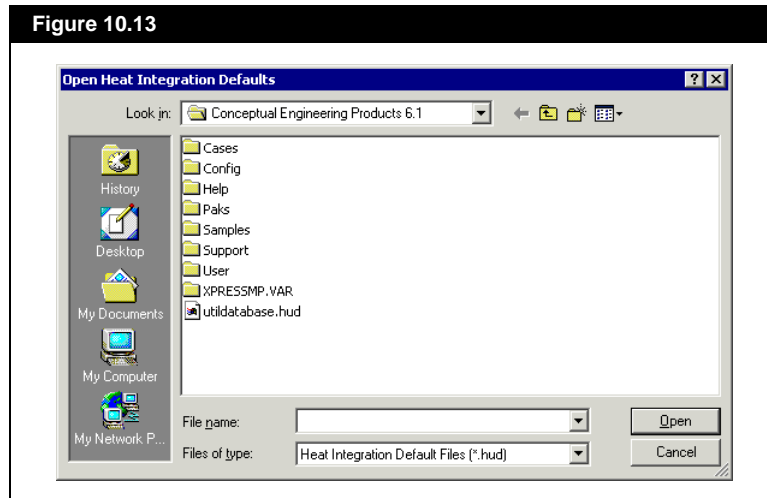 Figure 10.13
Open Heat Integration Defaults
Look in: Conceptual Engineering Products 6.1
History
Desktop
My Documents
My Computer
My Network P...
Cases
Config
Help
Paks
Samples
Support
User
XPRESSMP.VAR
utildatabase.hud
File name: Open
Files of type: Heat Integration Default Files (*.hud) Cancel